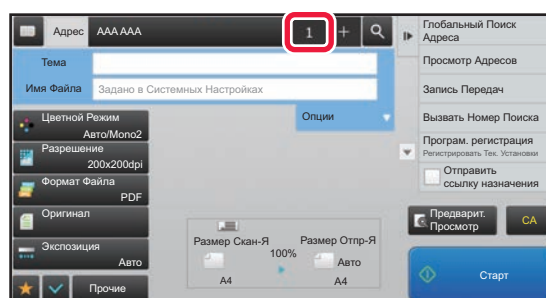 Адрес ААА ААА 1 +
Тема
Имя Файла Задано в Системных Настройках
Цветной Режим
Авто/Mono2
Опции
Разрешение
200x200dpi
Формат Файла
PDF
Оригинал
Экспозиция
Авто
Прочие
Размер Скан-Я
A4
100%
Размер Отпр-Я
Авто
A4
Глобальный Поиск
Адреса
Просмотр Адресов
Запись Передач
Вызвать Номер Поиска
Програм. регистрация
Регистрировать Тек. Установки
Отправить
ссылку назначения
Предварит.
Просмотр
CA
Старт